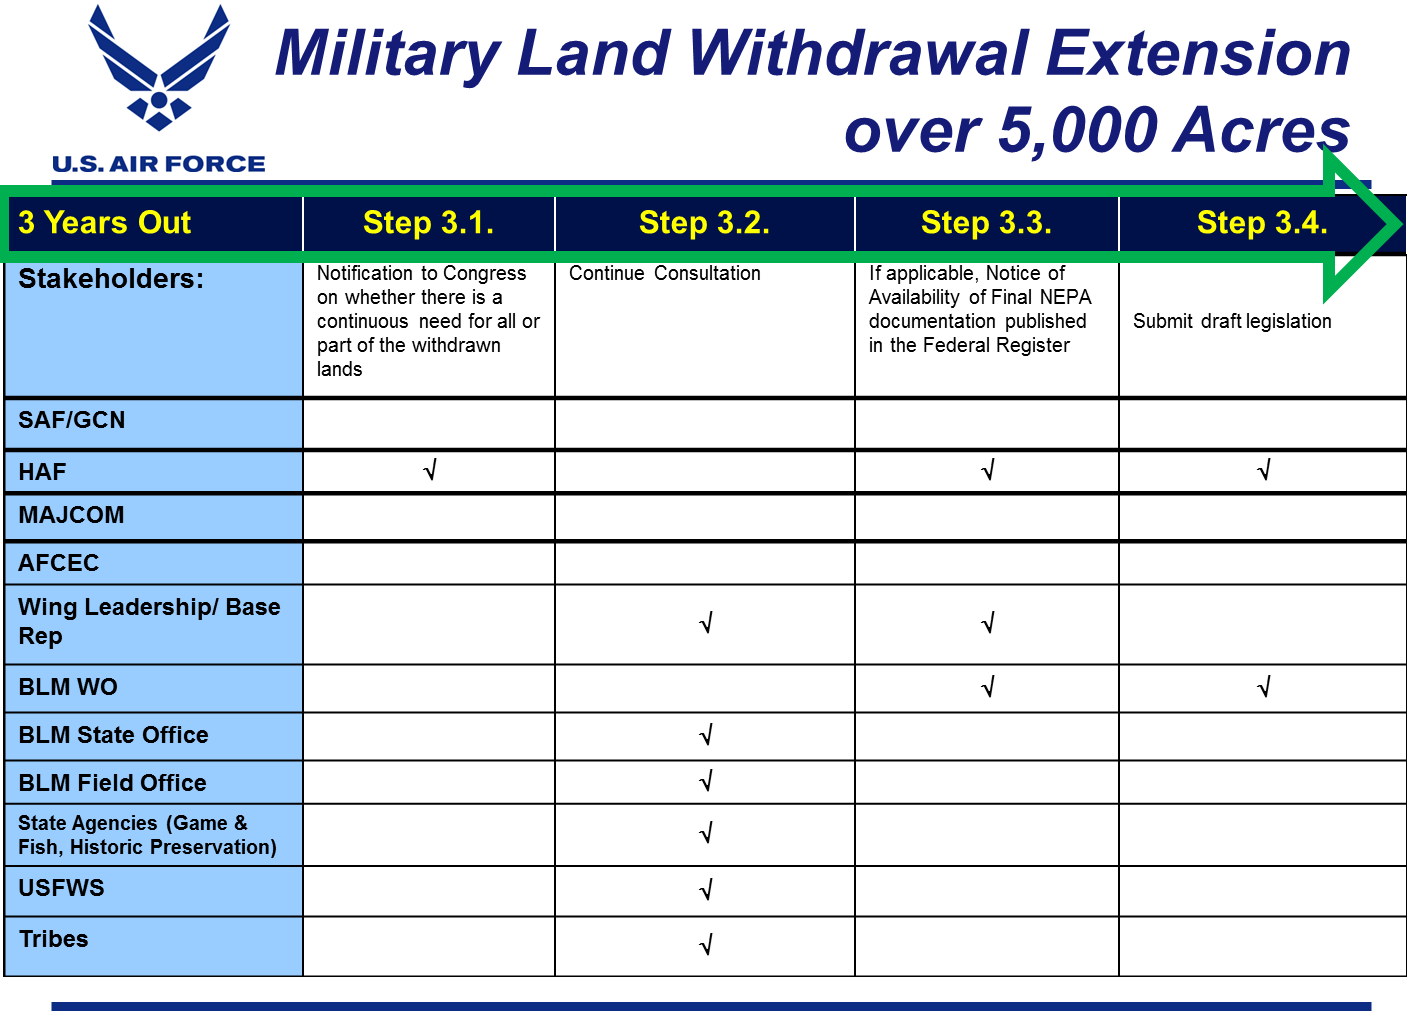 Military Land Withdrawal Extension
over 5,000 Acres
U.S. AIR FORCE
3 Years Out Step 3.1. Step 3.2. Step 3.3. Step 3.4.
Stakeholders:
Notification to Congress
on whether there is a
continuous need for all or
part of the withdrawn
lands
Continue Consultation
If applicable, Notice of
Availability of Final NEPA
documentation published
in the Federal Register
Submit draft legislation
SAF/GCN
HAF √ √ √
MAJCOM
AFCEC
Wing Leadership/ Base
Rep √ √
BLM WO √ √
BLM State Office √
BLM Field Office √
State Agencies (Game &
Fish, Historic Preservation) √
USFWS √
Tribes √